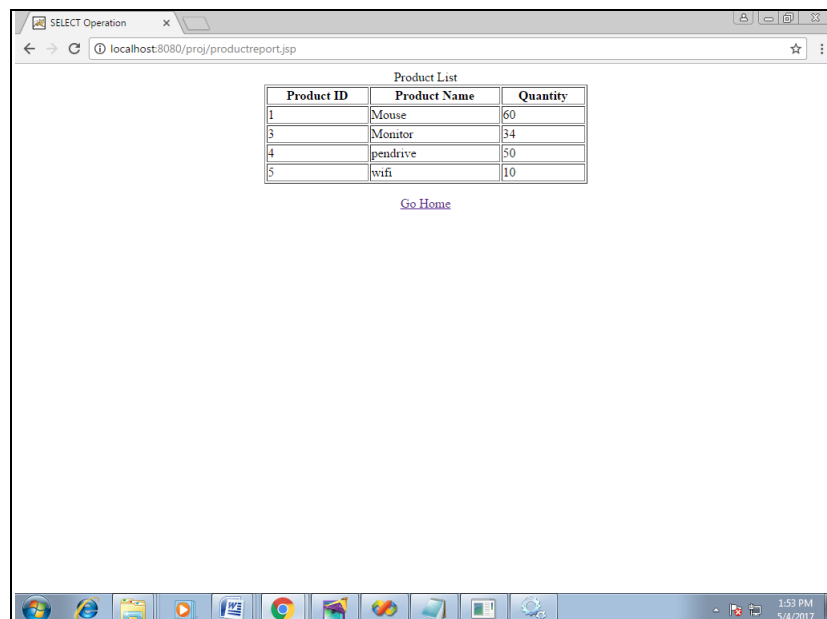 SELECT Operation
localhost:8080/proj/productreport.jsp
Product List
Product ID Product Name Quantity
1 Mouse 60
3 Monitor 34
4 pendrive 50
5 wifi 10
Go Home
1:53 PM
5/4/2017